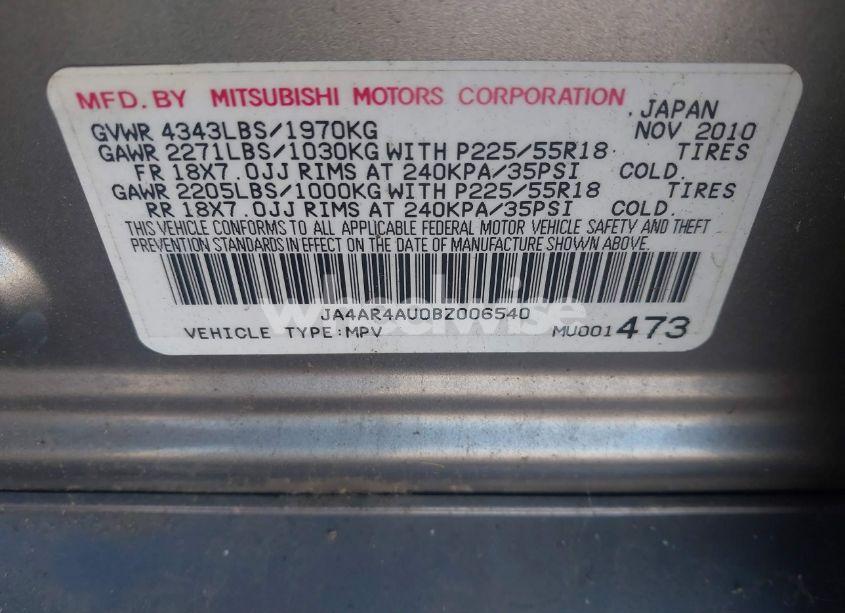 MFD. BY MITSUBISHI MOTORS CORPORATION JAPAN
GVWR 4343LBS/1970KG NOV 2010
GAWR 2271LBS/1030KG WITH P225/55R18 TIRES
FR 18X7.0JJ RIMS AT 240KPA/35PSI COLD.
GAWR 2205LBS/1000KG WITH P225/55R18 TIRES
RR 18X7.0JJ RIMS AT 240KPA/35PSI COLD.
THIS VEHICLE CONFORMS TO ALL APPLICABLE FEDERAL MOTOR VEHICLE SAFETY AND THEFT
PREVENTION STANDARDS IN EFFECT ON THE DATE OF MANUFACTURE SHOWN ABOVE.
wheelwise
JA4AR4AU0BZ006540
VEHICLE TYPE:MPV MU001473